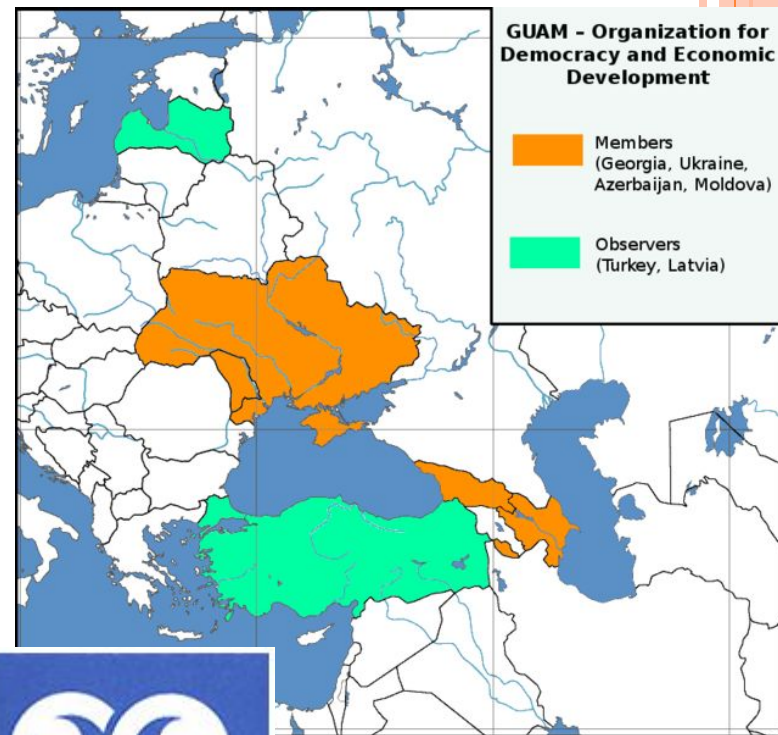 GUAM – Organization for
Democracy and Economic
Development
Members
(Georgia, Ukraine,
Azerbaijan, Moldova)
Observers
(Turkey, Latvia)